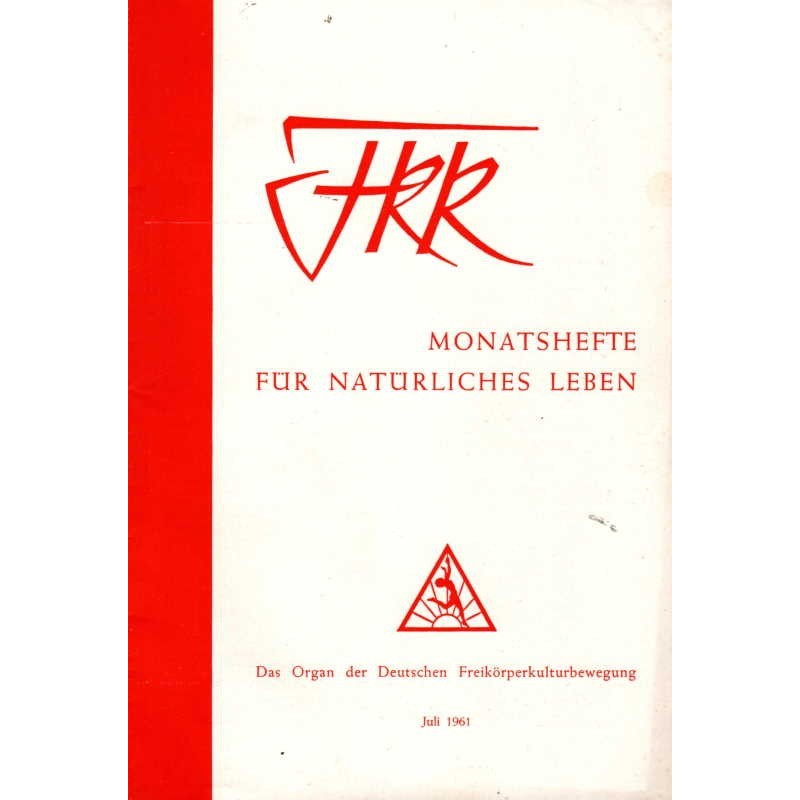 FKK
MONATSHEFTE
FÜR NATÜRLICHES LEBEN
Das Organ der Deutschen Freikörperkulturbewegung
Juli 1961